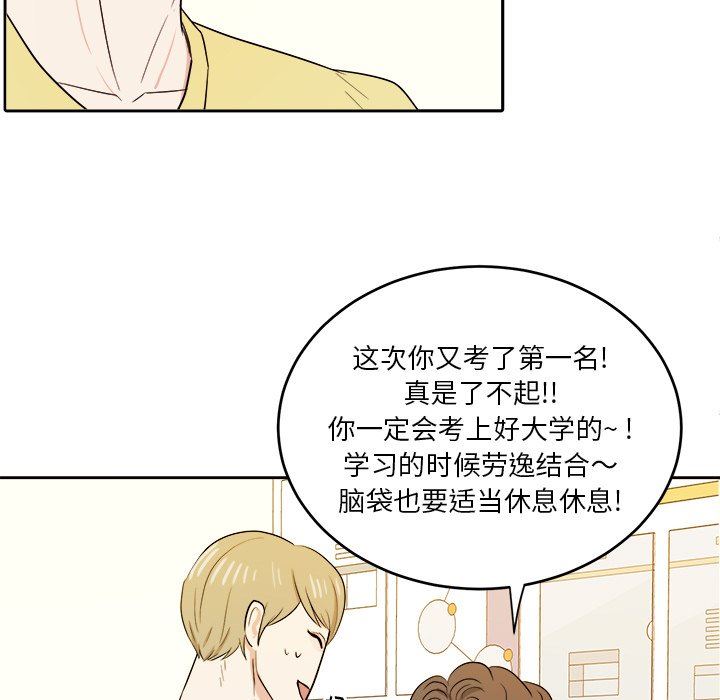 这次你又考了第一名!
真是了不起!!
你一定会考上好大学的~!
学习的时候劳逸结合～
脑袋也要适当休息休息!